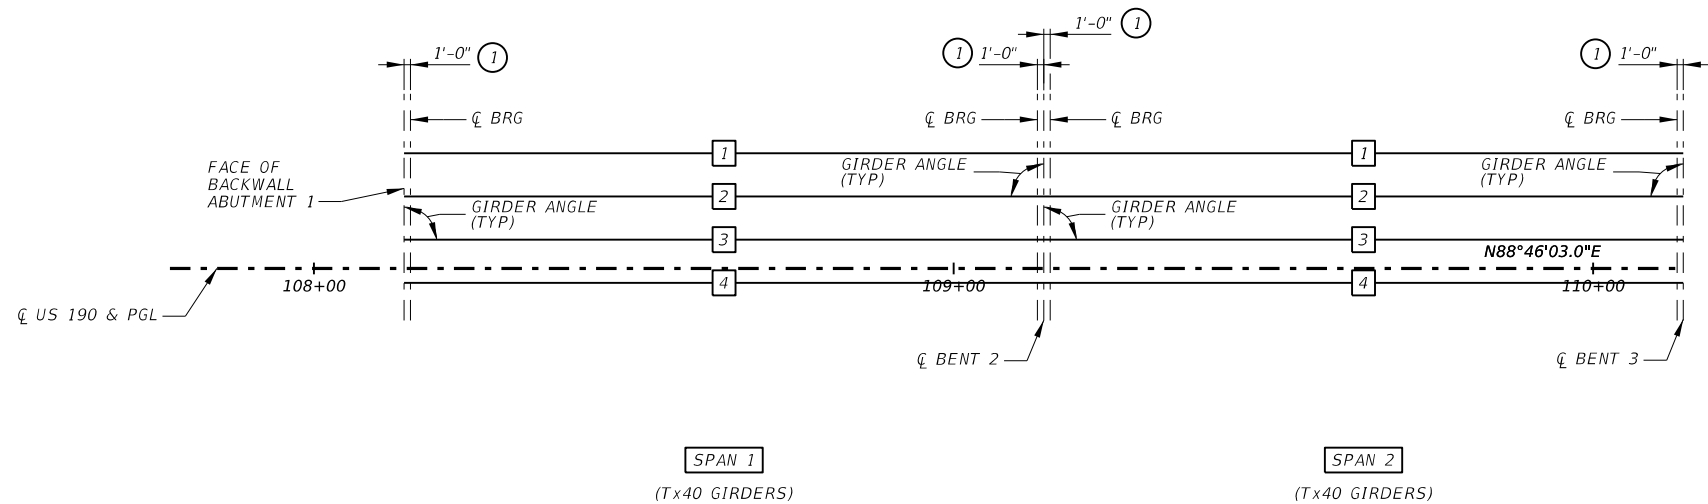 1'-0" 1
1'-0" 1
1 1'-0"
1 1'-0"
℄ BRG
℄ BRG
℄ BRG
℄ BRG
1
1
FACE OF
BACKWALL
ABUTMENT 1
GIRDER ANGLE
(TYP)
GIRDER ANGLE
(TYP)
2
2
GIRDER ANGLE
(TYP)
GIRDER ANGLE
(TYP)
3
3
N88°46'03.0"E
108+00
4
109+00
4
110+00
℄ US 190 & PGL
℄ BENT 2
℄ BENT 3
SPAN 1
(Tx40 GIRDERS)
SPAN 2
(Tx40 GIRDERS)